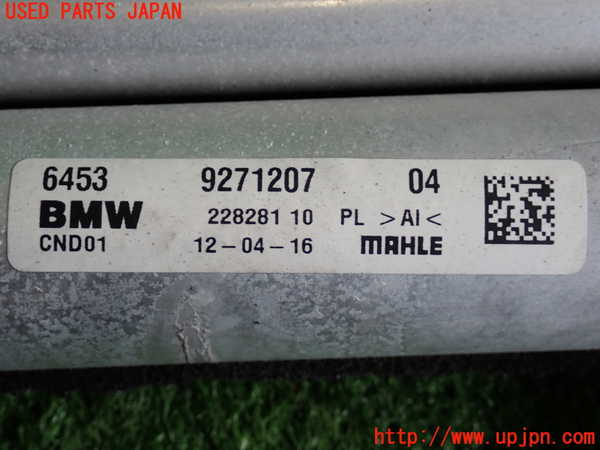 USED PARTS JAPAN
6453 9271207 04
BMW 228281 10 PL >Al<
CND01 12-04-16 MAHLE
http://www.upjpn.com